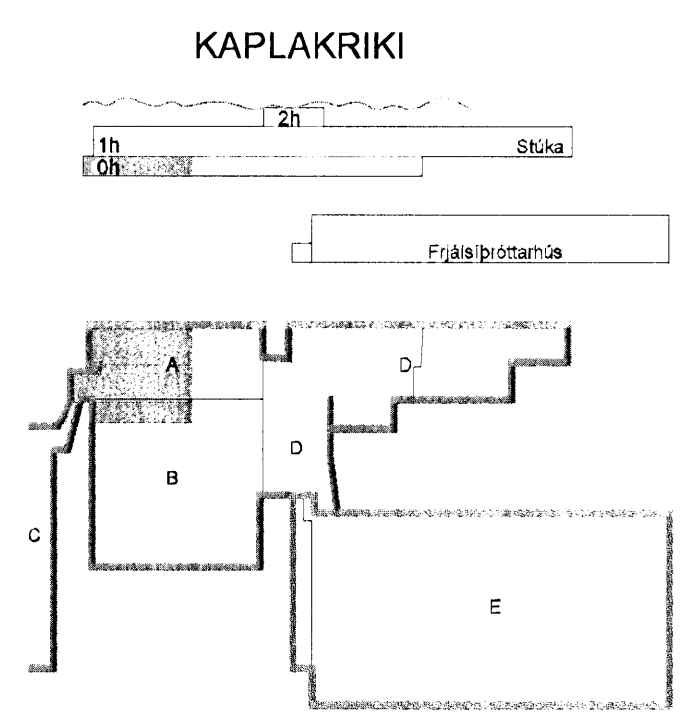 KAPLAKRIKI
2h
1h Stúka
0h
Frjálsíþróttarhús
A D
B D
C
E